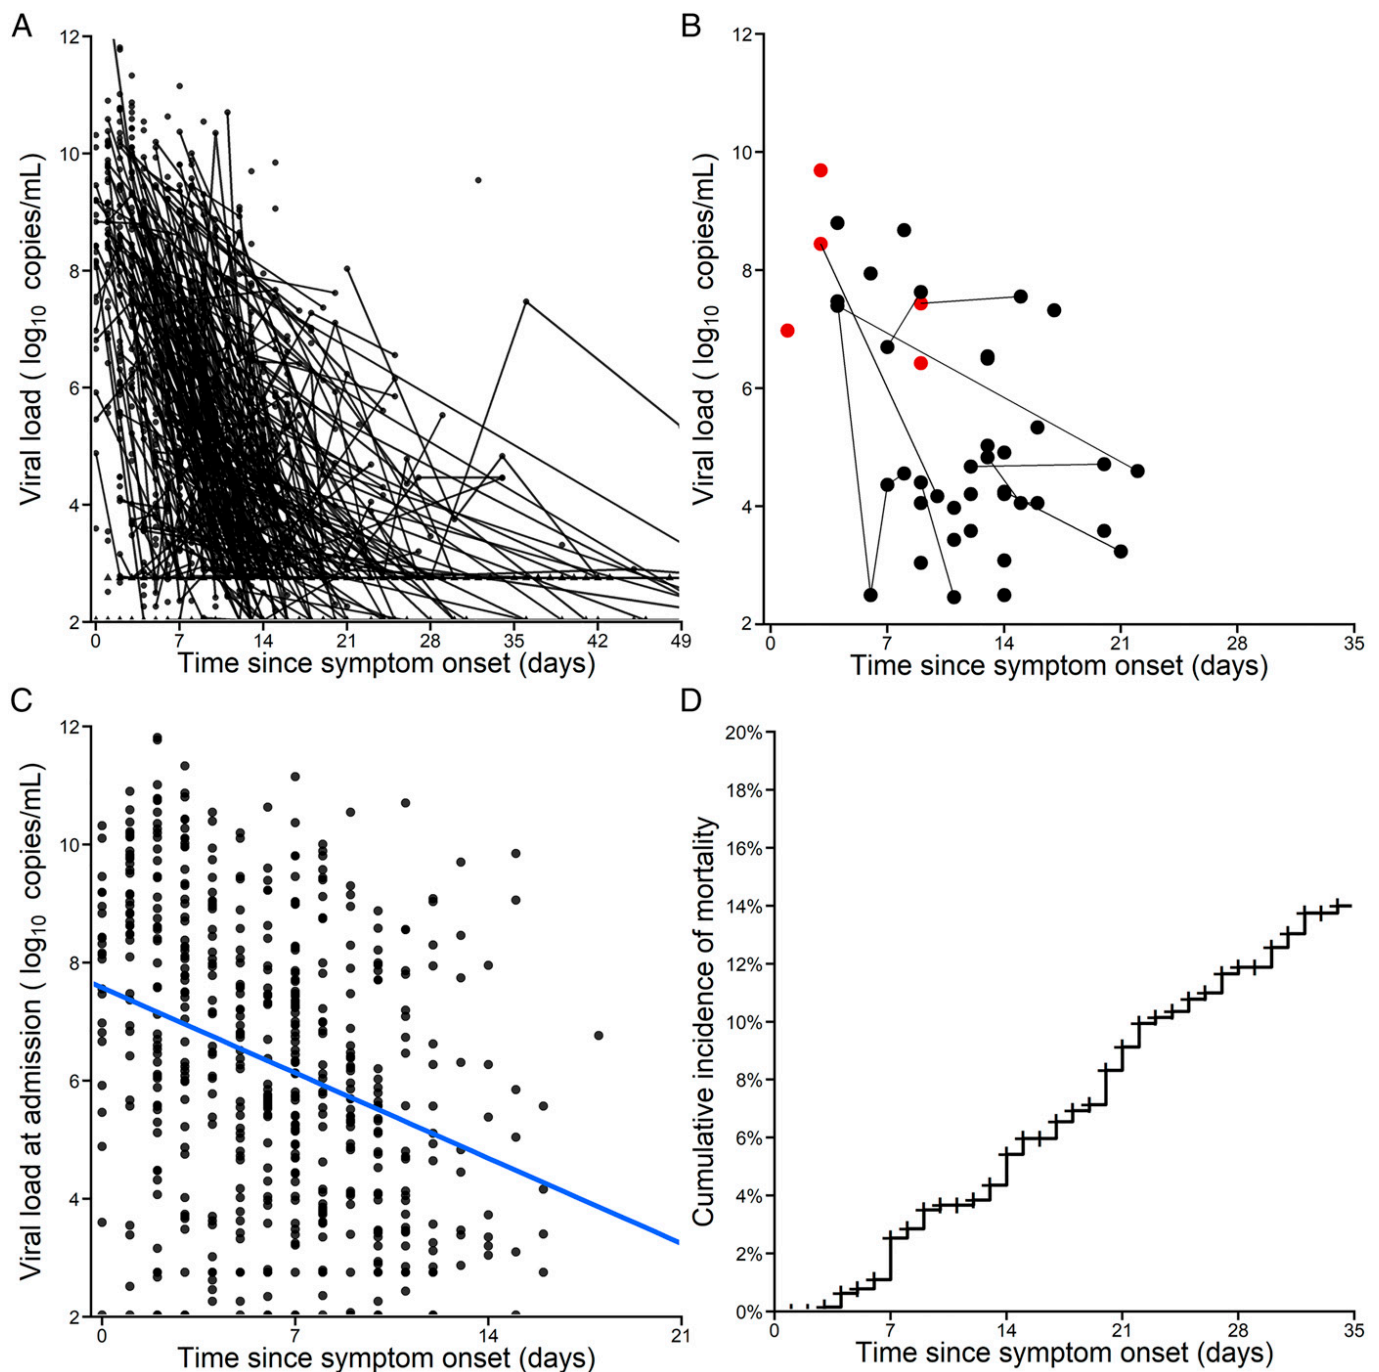 A
12
10
8
6
4
2
Viral load ( log10 copies/mL)
0 7 14 21 28 35 42 49
Time since symptom onset (days)
B
12
10
8
6
4
2
Viral load ( log10 copies/mL)
0 7 14 21 28 35
Time since symptom onset (days)
C
12
10
8
6
4
2
Viral load at admission ( log10 copies/mL)
0 7 14 21
Time since symptom onset (days)
D
20%
18%
16%
14%
12%
10%
8%
6%
4%
2%
0%
Cumulative incidence of mortality
0 7 14 21 28 35
Time since symptom onset (days)